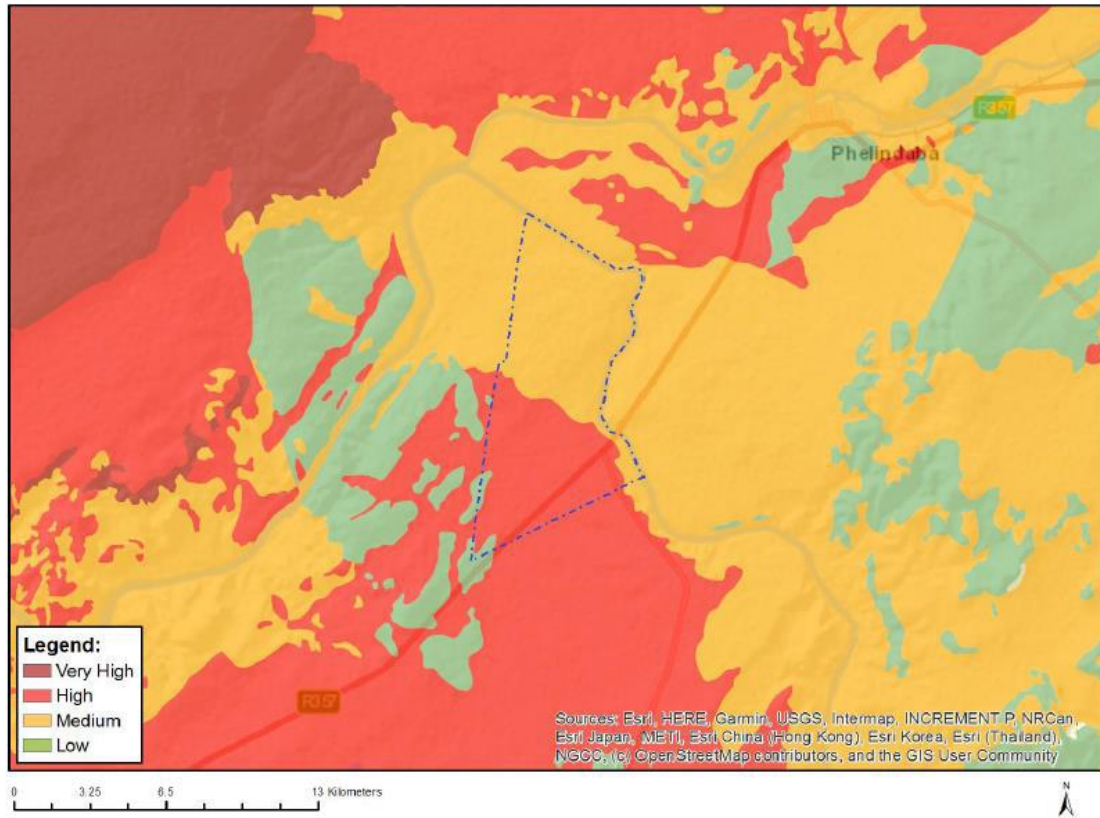 R357
Phelindaba
R357
Legend:
Very High
High
Medium
Low
Sources: Esri, HERE, Garmin, USGS, Intermap, INCREMENT P, NRCan,
Esri Japan, METI, Esri China (Hong Kong), Esri Korea, Esri (Thailand),
NGCC, (c) OpenStreetMap contributors, and the GIS User Community
0 3.25 6.5 13 Kilometers
N